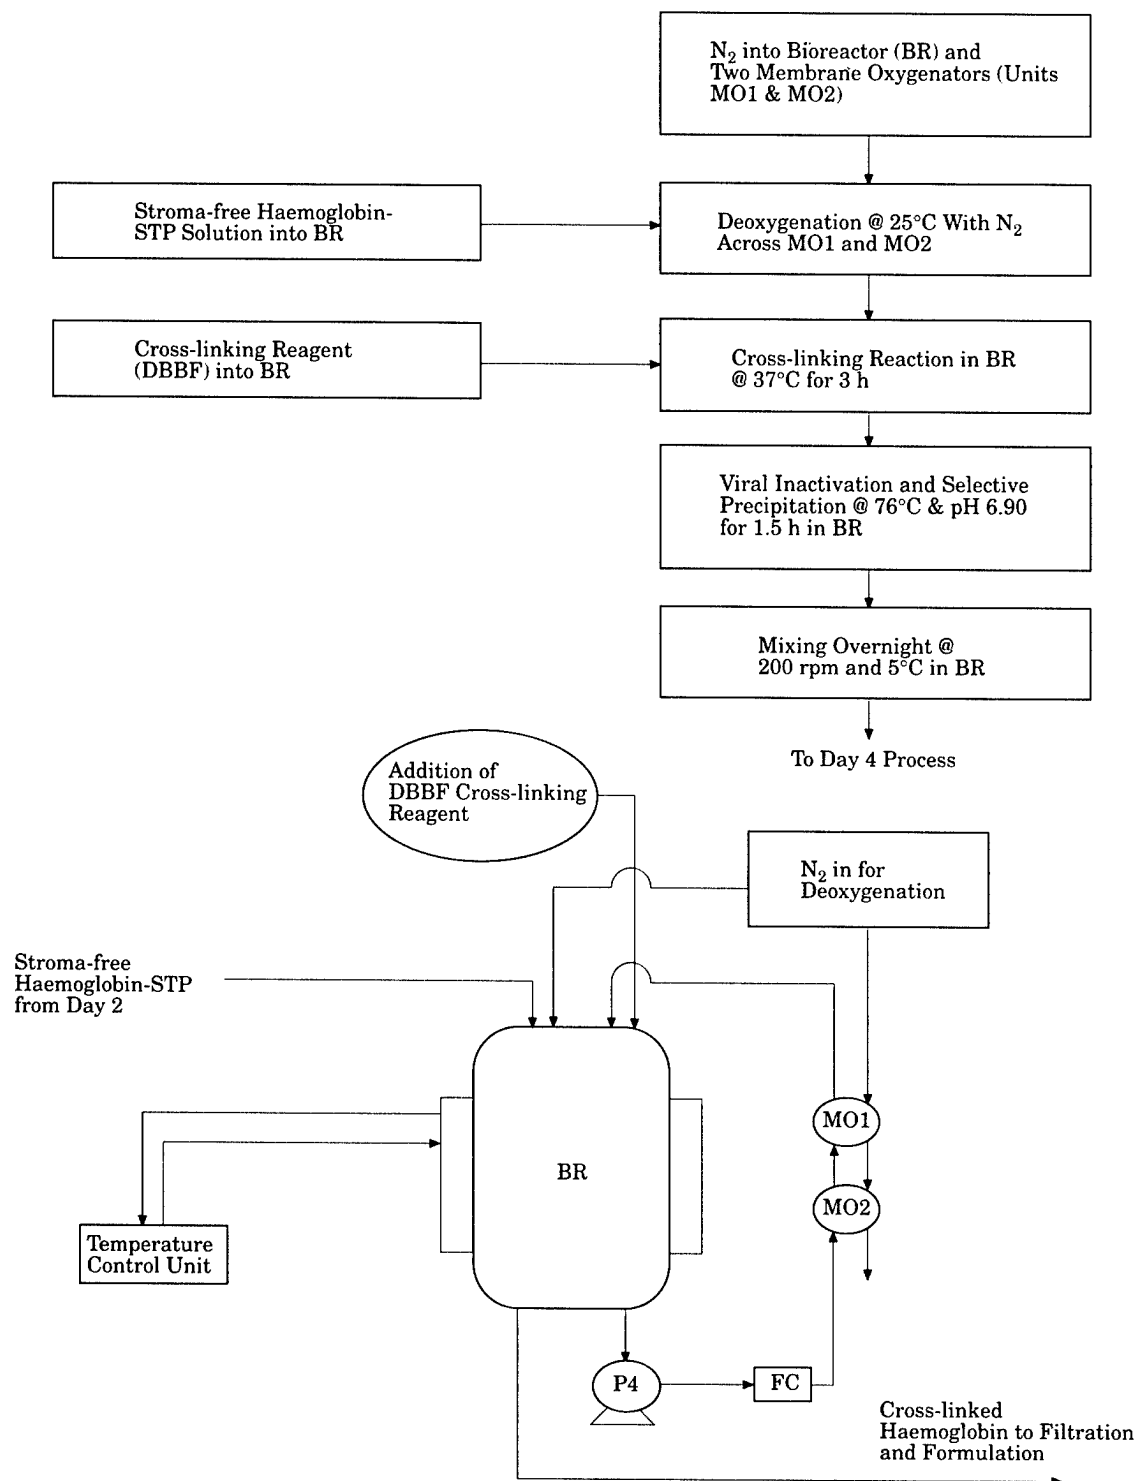 N₂ into Bioreactor (BR) and
Two Membrane Oxygenators (Units
MO1 & MO2)
Stroma-free Haemoglobin-
STP Solution into BR
Deoxygenation @ 25°C With N₂
Across MO1 and MO2
Cross-linking Reagent
(DBBF) into BR
Cross-linking Reaction in BR
@ 37°C for 3 h
Viral Inactivation and Selective
Precipitation @ 76°C & pH 6.90
for 1.5 h in BR
Mixing Overnight @
200 rpm and 5°C in BR
To Day 4 Process
Addition of
DBBF Cross-linking
Reagent
N₂ in for
Deoxygenation
Stroma-free
Haemoglobin-STP
from Day 2
MO1
BR
MO2
Temperature
Control Unit
P4
FC
Cross-linked
Haemoglobin to Filtration
and Formulation